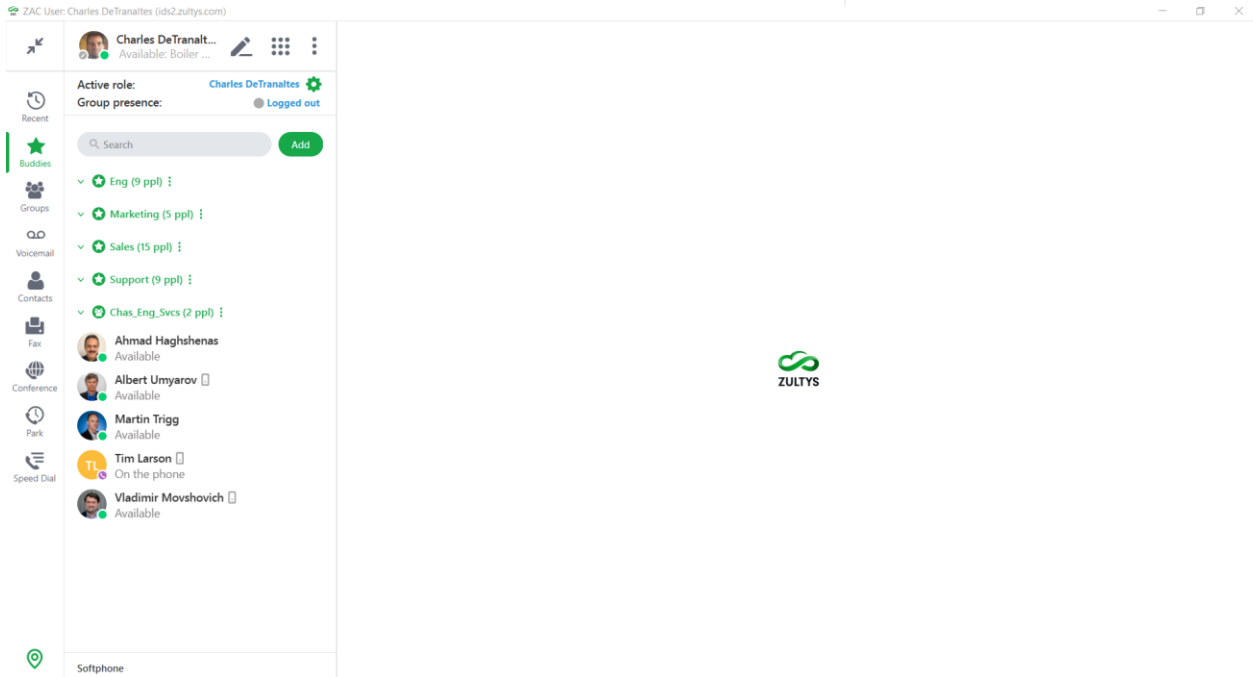 ZAC User: Charles DeTranaltes (ids2.zultys.com)
Charles DeTranalt...
Available: Boiler ...
Active role: Charles DeTranaltes
Group presence: Logged out
Recent
Search
Add
Buddies
Eng (9 ppl)
Groups
Marketing (5 ppl)
Voicemail
Sales (15 ppl)
Contacts
Support (9 ppl)
Fax
Chas_Eng_Svcs (2 ppl)
Conference
Ahmad Haghshenas
Available
Park
Albert Umyarov
Available
Speed Dial
Martin Trigg
Available
TL
Tim Larson
On the phone
Vladimir Movshovich
Available
Softphone
ZULTYS